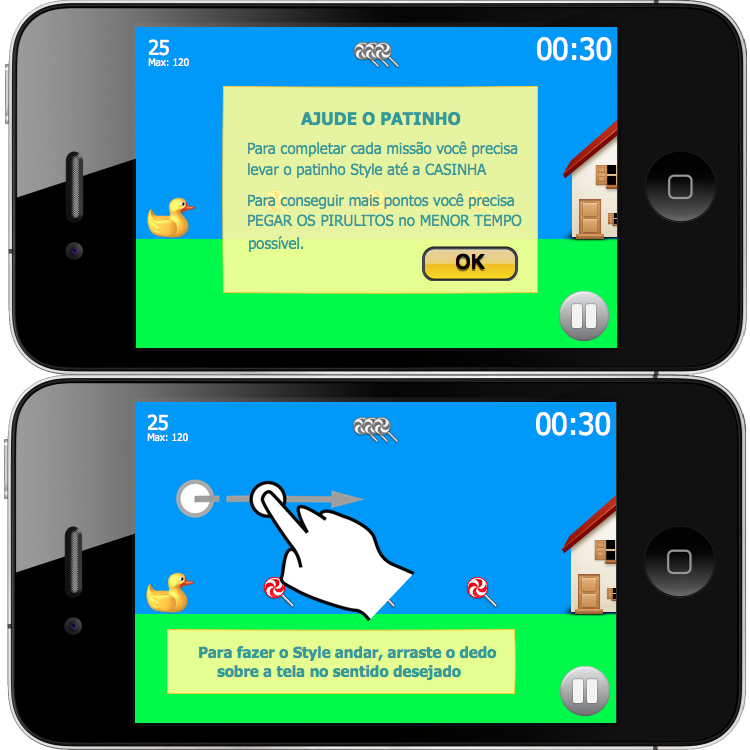 25
Max: 120
00:30
AJUDE O PATINHO
Para completar cada missão você precisa
levar o patinho Style até a CASINHA
Para conseguir mais pontos você precisa
PEGAR OS PIRULITOS no MENOR TEMPO
possível.
OK
25
Max: 120
00:30
Para fazer o Style andar, arraste o dedo
sobre a tela no sentido desejado